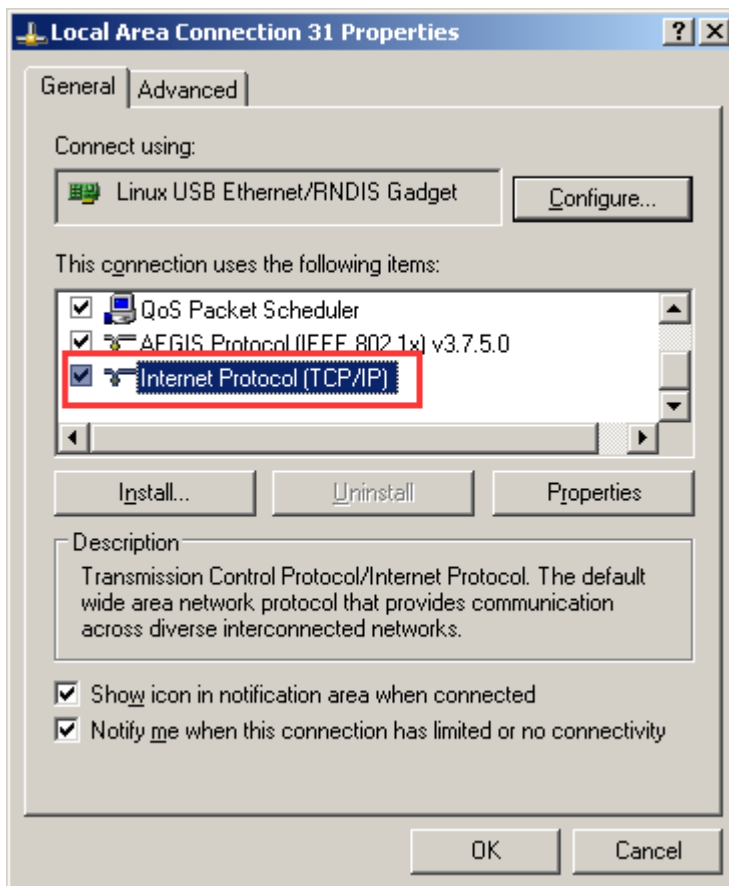 Local Area Connection 31 Properties
General
Advanced
Connect using:
Linux USB Ethernet/RNDIS Gadget
Configure...
This connection uses the following items:
QoS Packet Scheduler
AEGIS Protocol (IEEE 802.1x) v3.7.5.0
Internet Protocol (TCP/IP)
Install...
Uninstall
Properties
Description
Transmission Control Protocol/Internet Protocol. The default
wide area network protocol that provides communication
across diverse interconnected networks.
Show icon in notification area when connected
Notify me when this connection has limited or no connectivity
OK
Cancel